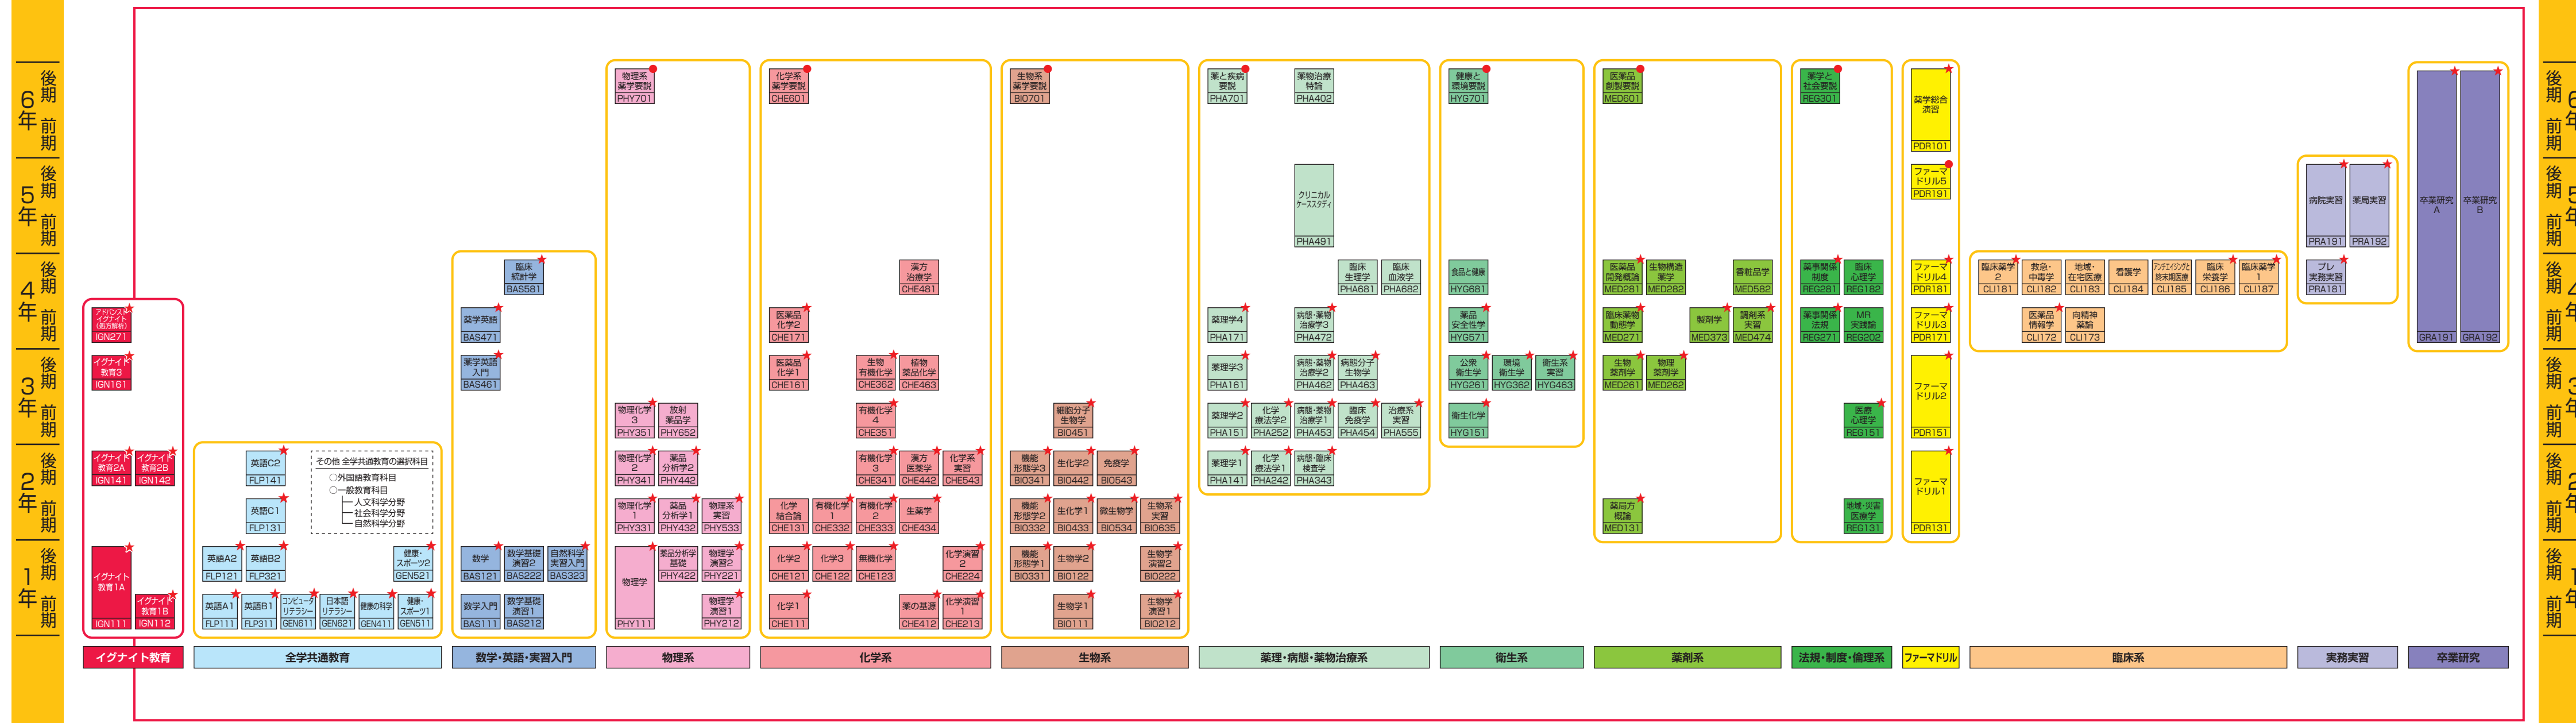 後期
6年
前期
後期
5年
前期
後期
4年
前期
後期
3年
前期
後期
2年
前期
後期
1年
前期
アドバンスト
イグナイト
(処方解析)
IGN271
イグナイト
教育3
IGN161
イグナイト
教育2A
IGN141
イグナイト
教育2B
IGN142
イグナイト
教育1A
IGN111
イグナイト
教育1B
IGN112
イグナイト教育
英語C2
FLP141
その他 全学共通教育の選択科目
○外国語教育科目
○一般教育科目
人文科学分野
社会科学分野
自然科学分野
英語C1
FLP131
英語A2
FLP121
英語B2
FLP321
健康・
スポーツ2
GEN521
英語A1
FLP111
英語B1
FLP311
コンピュータ
リテラシー
GEN611
日本語
リテラシー
GEN621
健康の科学
GEN411
健康・
スポーツ1
GEN511
全学共通教育
臨床
統計学
BAS581
薬学英語
BAS471
薬学英語
入門
BAS461
数学
BAS121
数学基礎
演習2
BAS222
自然科学
実習入門
BAS323
数学入門
BAS111
数学基礎
演習1
BAS212
数学・英語・実習入門
物理系
薬学要説
PHY701
物理化学
3
PHY351
放射
薬品学
PHY652
物理化学
2
PHY341
薬品
分析学2
PHY442
物理化学
1
PHY331
薬品
分析学1
PHY432
物理系
実習
PHY533
物理学
PHY111
薬品分析学
基礎
PHY422
物理学
演習2
PHY221
物理学
演習1
PHY212
物理系
化学系
薬学要説
CHE601
漢方
治療学
CHE481
医薬品
化学2
CHE171
医薬品
化学1
CHE161
生物
有機化学
CHE362
植物
薬品化学
CHE463
有機化学
4
CHE351
有機化学
3
CHE341
漢方
医薬学
CHE442
化学系
実習
CHE543
化学
結合論
CHE131
有機化学
1
CHE332
有機化学
2
CHE333
生薬学
CHE434
化学2
CHE121
化学3
CHE122
無機化学
CHE123
化学演習
2
CHE224
化学1
CHE111
薬の基源
CHE412
化学演習
1
CHE213
化学系
生物系
薬学要説
BIO701
細胞分子
生物学
BIO451
機能
形態学3
BIO341
生化学2
BIO442
免疫学
BIO543
機能
形態学2
BIO332
生化学1
BIO433
微生物学
BIO534
生物系
実習
BIO635
機能
形態学1
BIO331
生物学2
BIO122
生物学
演習2
BIO222
生物学1
BIO111
生物学
演習1
BIO212
生物系
薬と疾病
要説
PHA701
薬物治療
特論
PHA402
クリニカル
ケーススタディ
PHA491
臨床
生理学
PHA681
臨床
血液学
PHA682
薬理学4
PHA171
病態・薬物
治療学3
PHA472
薬理学3
PHA161
病態・薬物
治療学2
PHA462
病態分子
生物学
PHA463
薬理学2
PHA151
化学
療法学2
PHA252
病態・薬物
治療学1
PHA453
臨床
免疫学
PHA454
治療系
実習
PHA555
薬理学1
PHA141
化学
療法学1
PHA242
病態・臨床
検査学
PHA343
薬理・病態・薬物治療系
健康と
環境要説
HYG701
食品と健康
HYG681
薬品
安全性学
HYG571
公衆
衛生学
HYG261
環境
衛生学
HYG362
衛生系
実習
HYG463
衛生化学
HYG151
衛生系
医薬品
創製要説
MED601
医薬品
開発概論
MED281
生物構造
薬学
MED282
香粧品学
MED582
臨床薬物
動態学
MED271
製剤学
MED373
調剤系
実習
MED474
生物
薬剤学
MED261
物理
薬剤学
MED262
薬局方
概論
MED131
薬剤系
薬学と
社会要説
REG301
薬事関係
制度
REG281
臨床
心理学
REG182
薬事関係
法規
REG271
MR
実践論
REG202
医療
心理学
REG151
地域・災害
医療学
REG131
法規・制度・倫理系
薬学総合
演習
PDR101
ファーマ
ドリル5
PDR191
ファーマ
ドリル4
PDR181
ファーマ
ドリル3
PDR171
ファーマ
ドリル2
PDR151
ファーマ
ドリル1
PDR131
ファーマドリル
臨床薬学
2
CLI181
救急・
中毒学
CLI182
地域・
在宅医療
CLI183
看護学
CLI184
アンチエイジングと
終末期医療
CLI185
臨床
栄養学
CLI186
臨床薬学
1
CLI187
医薬品
情報学
CLI172
向精神
薬論
CLI173
臨床系
病院実習
PRA191
薬局実習
PRA192
プレ
実務実習
PRA181
実務実習
卒業研究
A
GRA191
卒業研究
B
GRA192
卒業研究
後期
6年
前期
後期
5年
前期
後期
4年
前期
後期
3年
前期
後期
2年
前期
後期
1年
前期